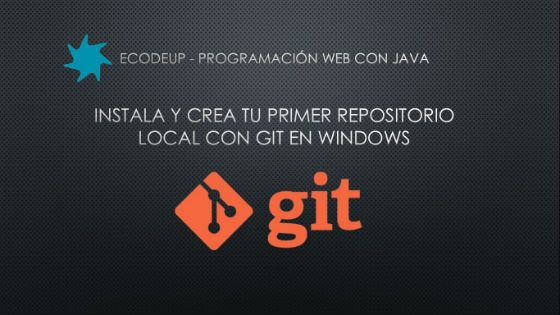 ECODEUP - PROGRAMACIÓN WEB CON JAVA
INSTALA Y CREA TU PRIMER REPOSITORIO
LOCAL CON GIT EN WINDOWS
git